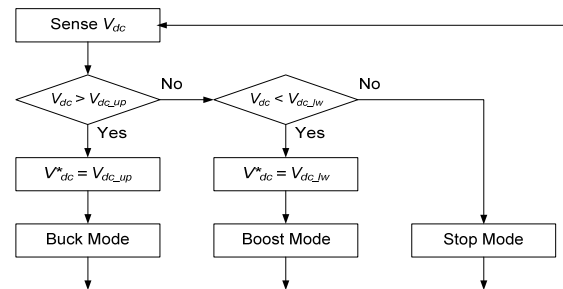 Sense V_dc
No
No
V_dc > V_dc_up
V_dc < V_dc_lw
Yes
Yes
V*_dc = V_dc_up
V*_dc = V_dc_lw
Buck Mode
Boost Mode
Stop Mode